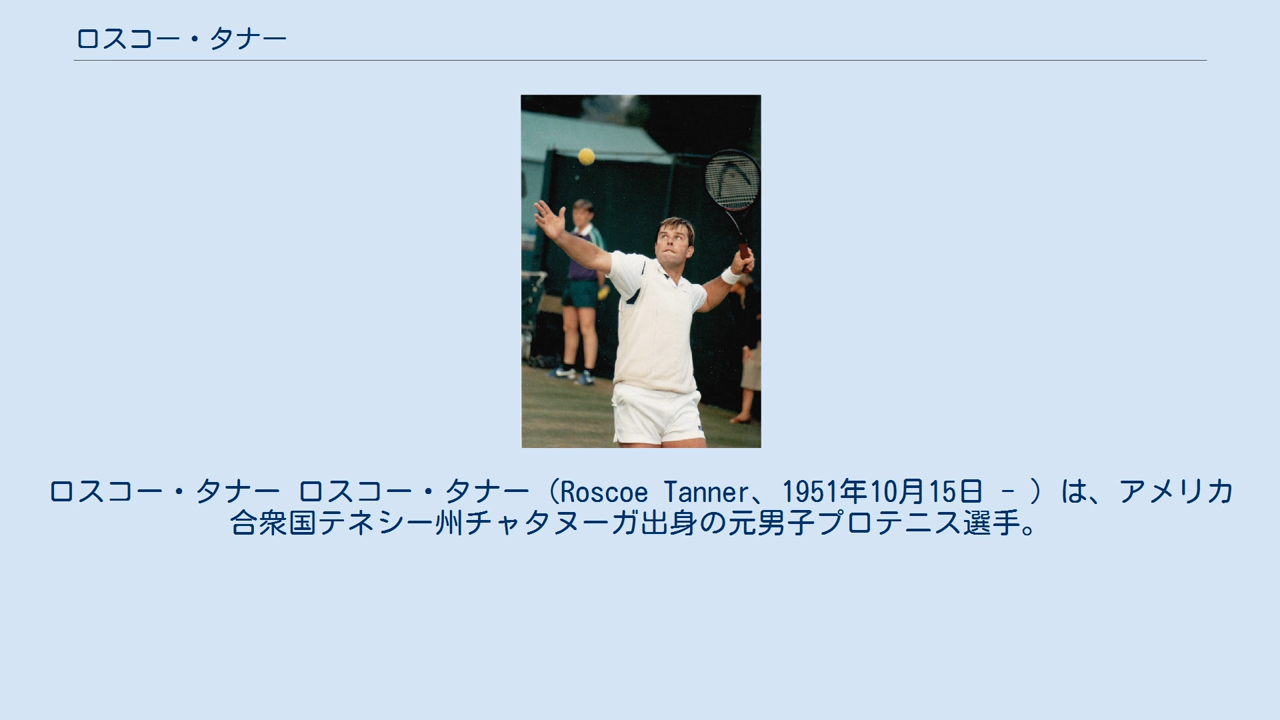 ロスコー・タナー
ロスコー・タナー ロスコー・タナー（Roscoe Tanner、1951年10月15日 - ）は、アメリカ
合衆国テネシー州チャタヌーガ出身の元男子プロテニス選手。